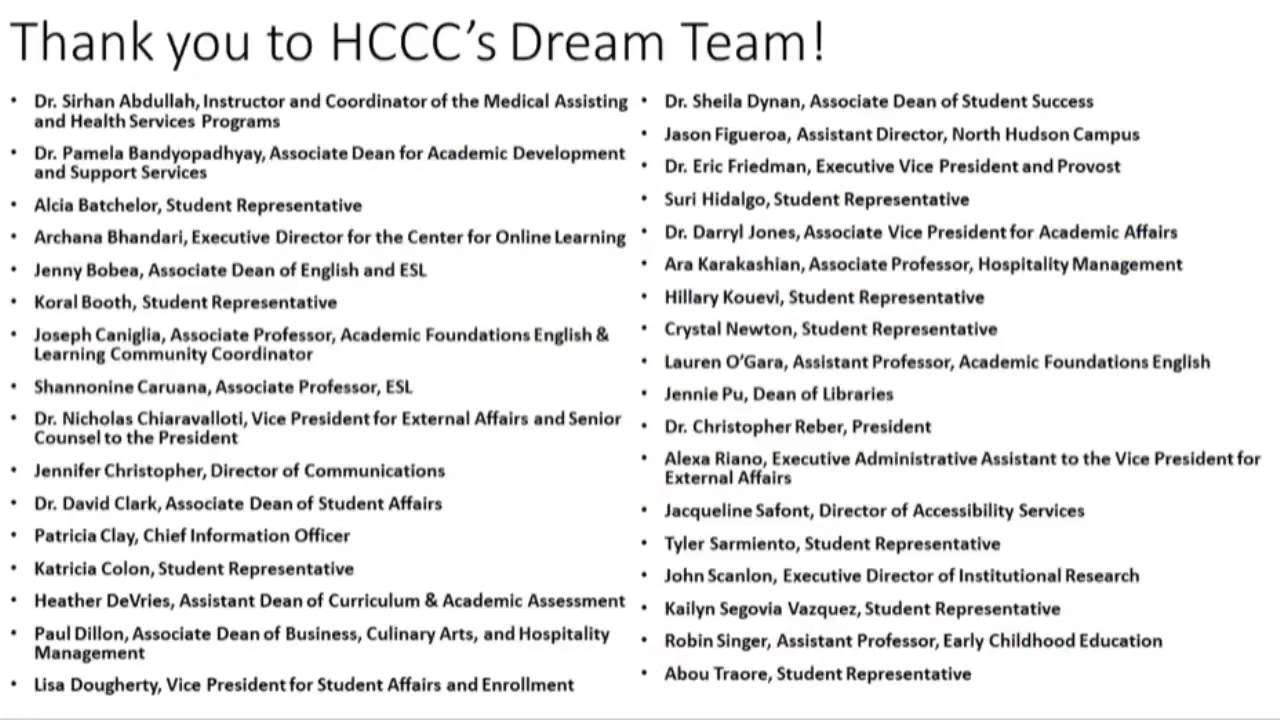 Thank you to HCCC's Dream Team!
• Dr. Sirhan Abdullah, Instructor and Coordinator of the Medical Assisting
and Health Services Programs
• Dr. Pamela Bandyopadhyay, Associate Dean for Academic Development
and Support Services
• Alcia Batchelor, Student Representative
• Archana Bhandari, Executive Director for the Center for Online Learning
• Jenny Bobea, Associate Dean of English and ESL
• Koral Booth, Student Representative
• Joseph Caniglia, Associate Professor, Academic Foundations English &
Learning Community Coordinator
• Shannonine Caruana, Associate Professor, ESL
• Dr. Nicholas Chiaravalloti, Vice President for External Affairs and Senior
Counsel to the President
• Jennifer Christopher, Director of Communications
• Dr. David Clark, Associate Dean of Student Affairs
• Patricia Clay, Chief Information Officer
• Katricia Colon, Student Representative
• Heather DeVries, Assistant Dean of Curriculum & Academic Assessment
• Paul Dillon, Associate Dean of Business, Culinary Arts, and Hospitality
Management
• Lisa Dougherty, Vice President for Student Affairs and Enrollment
• Dr. Sheila Dynan, Associate Dean of Student Success
• Jason Figueroa, Assistant Director, North Hudson Campus
• Dr. Eric Friedman, Executive Vice President and Provost
• Suri Hidalgo, Student Representative
• Dr. Darryl Jones, Associate Vice President for Academic Affairs
• Ara Karakashian, Associate Professor, Hospitality Management
• Hillary Kouevi, Student Representative
• Crystal Newton, Student Representative
• Lauren O'Gara, Assistant Professor, Academic Foundations English
• Jennie Pu, Dean of Libraries
• Dr. Christopher Reber, President
• Alexa Riano, Executive Administrative Assistant to the Vice President for
External Affairs
• Jacqueline Safont, Director of Accessibility Services
• Tyler Sarmiento, Student Representative
• John Scanlon, Executive Director of Institutional Research
• Kailyn Segovia Vazquez, Student Representative
• Robin Singer, Assistant Professor, Early Childhood Education
• Abou Traore, Student Representative